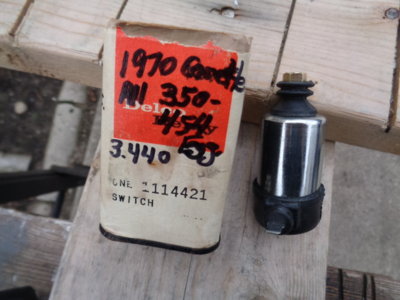 1970 Corvette
All 350-
Delco
454
3.440
ONE 1114421
SWITCH